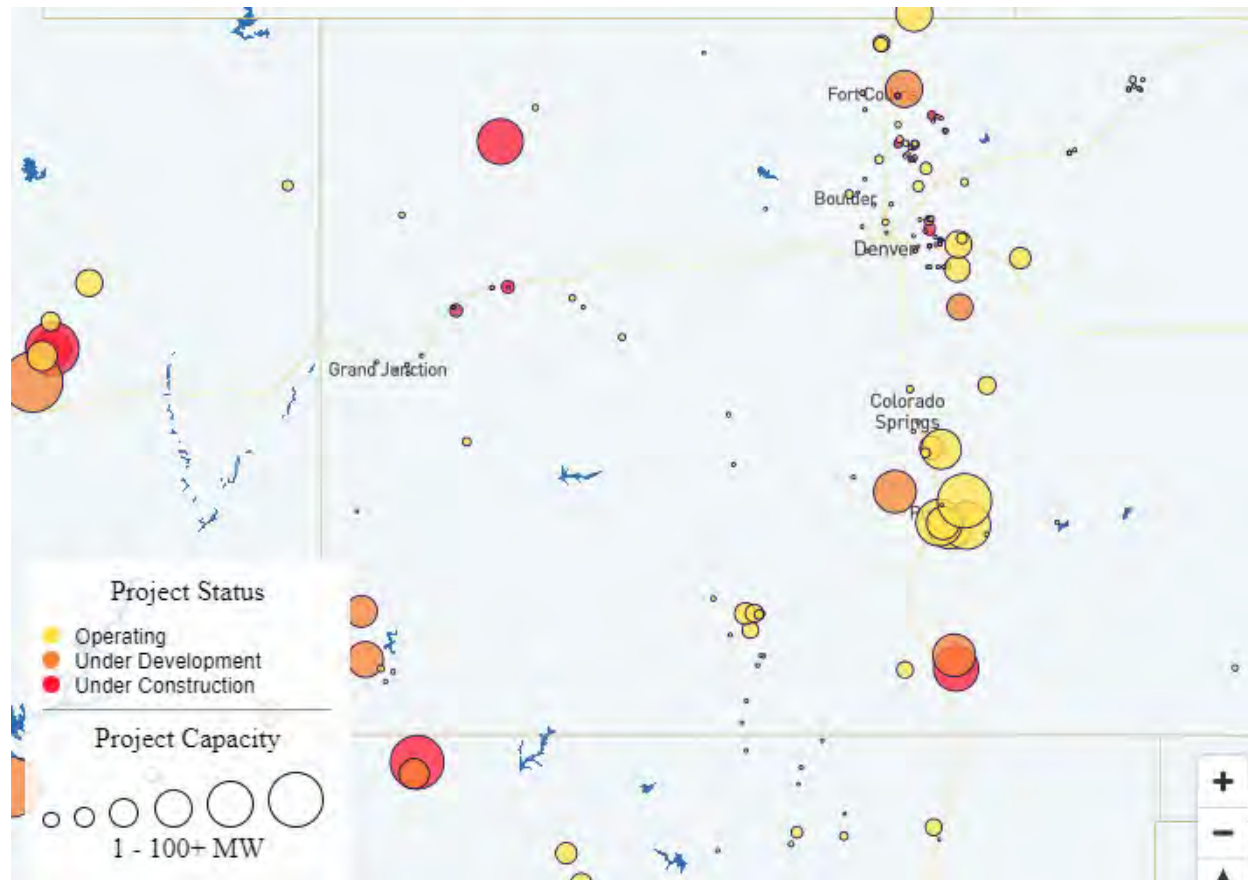 Fort Col
Boulder
Denver
Grand Junction
Colorado
Springs
P
Project Status
Operating
Under Development
Under Construction
Project Capacity
1 - 100+ MW
+
−